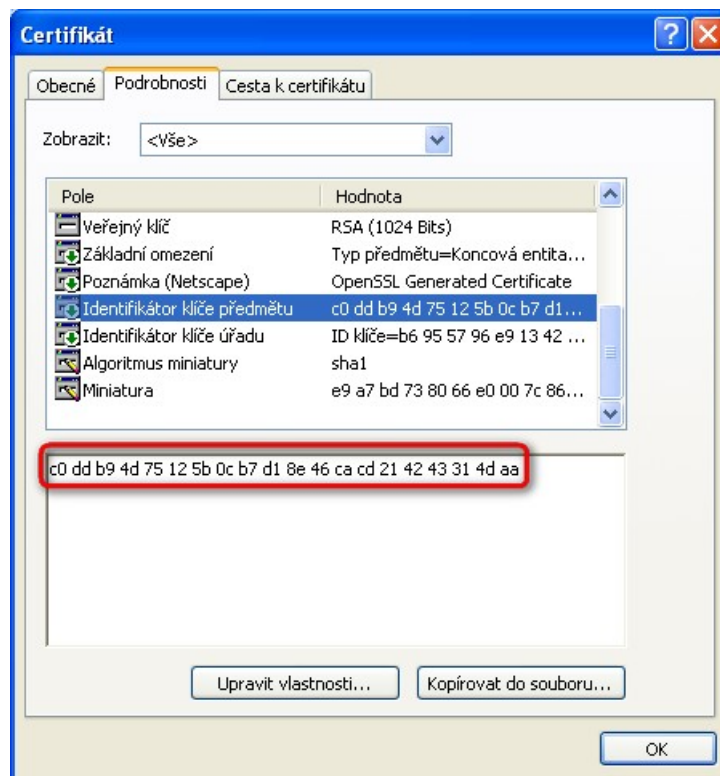 Certifikát
Obecné Podrobnosti Cesta k certifikátu
Zobrazit: <Vše>
Pole Hodnota
Veřejný klíč RSA (1024 Bits)
Základní omezení Typ předmětu=Koncová entita...
Poznámka (Netscape) OpenSSL Generated Certificate
Identifikátor klíče předmětu c0 dd b9 4d 75 12 5b 0c b7 d1...
Identifikátor klíče úřadu ID klíče=b6 95 57 96 e9 13 42 ...
Algoritmus miniatury sha1
Miniatura e9 a7 bd 73 80 66 e0 00 7c 86...
c0 dd b9 4d 75 12 5b 0c b7 d1 8e 46 ca cd 21 42 43 31 4d aa
Upravit vlastnosti... Kopírovat do souboru...
OK